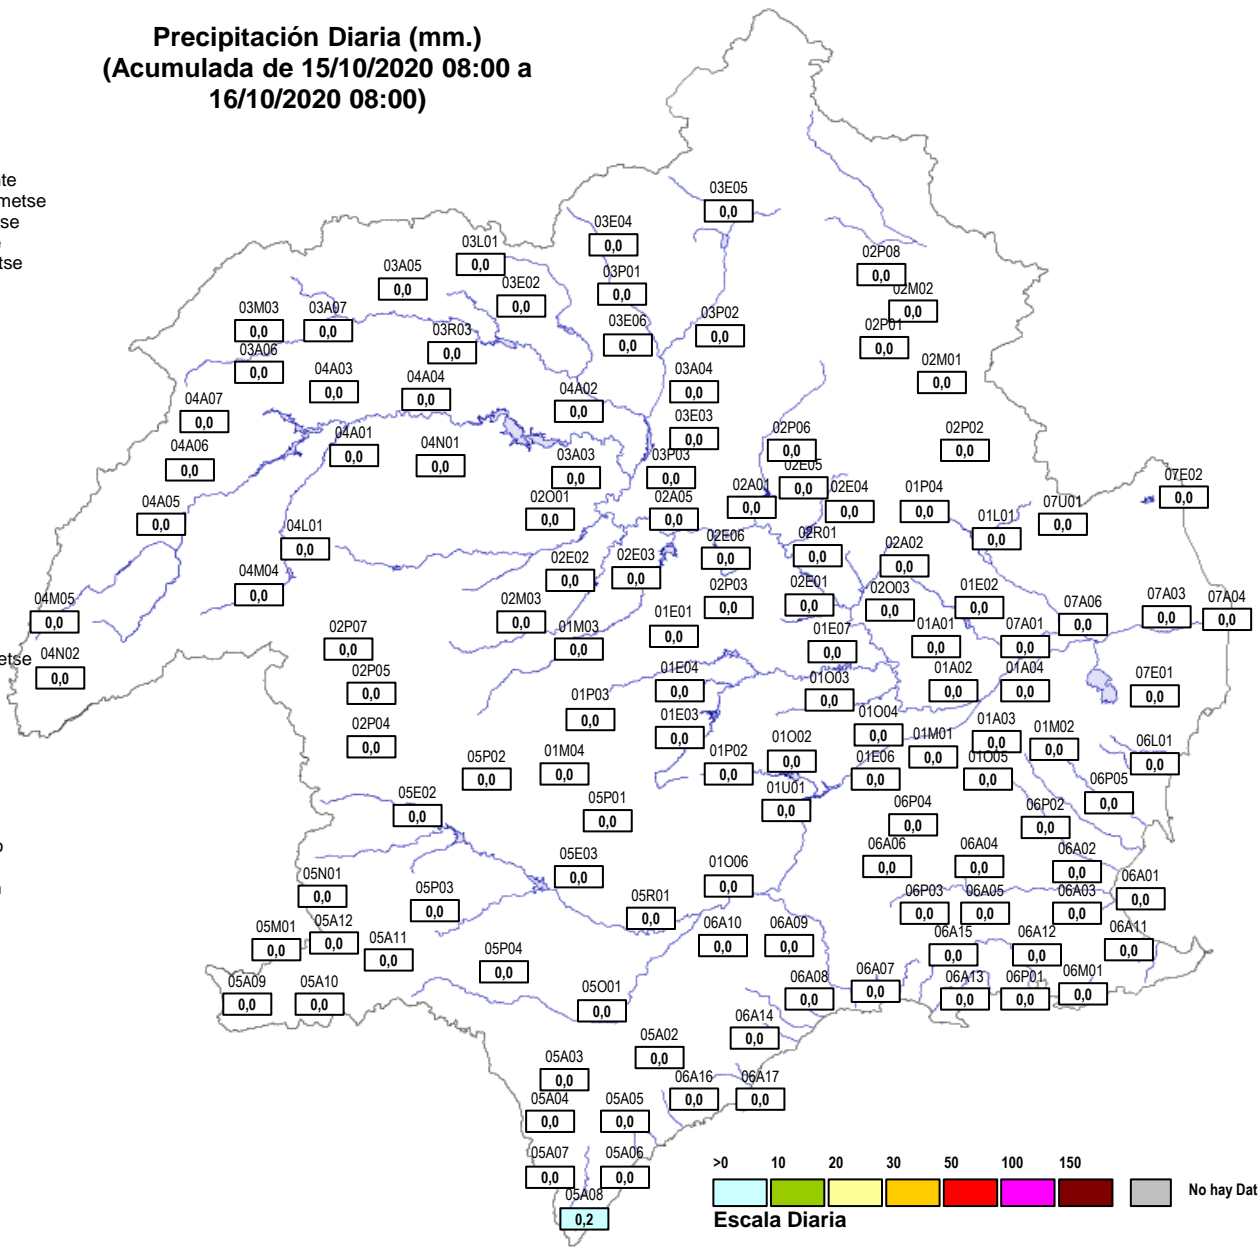 Precipitación Diaria (mm.)
(Acumulada de 15/10/2020 08:00 a
16/10/2020 08:00)
te
metse
se
tse
03E05
0,0
03E04
0,0
03L01
0,0
02P08
0,0
03A05
0,0
03P01
0,0
03E02
0,0
02M02
0,0
03M03
0,0
03A07
0,0
03P02
0,0
03E06
0,0
03R03
0,0
02P01
0,0
03A06
0,0
02M01
0,0
04A03
0,0
04A04
0,0
03A04
0,0
04A02
0,0
04A07
0,0
03E03
0,0
02P06
0,0
02P02
0,0
04A01
0,0
04N01
0,0
04A06
0,0
03A03
0,0
03P03
0,0
02E05
0,0
07E02
0,0
02A01
0,0
02E04
0,0
01P04
0,0
04A05
0,0
02O01
0,0
02A05
0,0
07U01
0,0
01L01
0,0
04L01
0,0
02E06
0,0
02R01
0,0
02A02
0,0
02E02
0,0
02E03
0,0
04M04
0,0
02P03
0,0
02E01
0,0
02O03
0,0
01E02
0,0
04M05
0,0
02M03
0,0
07A06
0,0
07A03
0,0
07A04
0,0
01E01
0,0
01M03
0,0
02P07
0,0
01E07
0,0
01A01
0,0
07A01
0,0
etse
04N02
0,0
02P05
0,0
01E04
0,0
01O03
0,0
01A02
0,0
01A04
0,0
07E01
0,0
01P03
0,0
02P04
0,0
01E03
0,0
01O04
0,0
01A03
0,0
01M02
0,0
01M01
0,0
06L01
0,0
05P02
0,0
01M04
0,0
01P02
0,0
01O02
0,0
01E06
0,0
01O05
0,0
05E02
0,0
05P01
0,0
01U01
0,0
06P05
0,0
06P04
0,0
06P02
0,0
o
05E03
0,0
01O06
0,0
06A06
0,0
06A04
0,0
06A02
0,0
05N01
0,0
05P03
0,0
05R01
0,0
06P03
0,0
06A05
0,0
06A03
0,0
06A01
0,0
05M01
0,0
05A12
0,0
05A11
0,0
05P04
0,0
06A10
0,0
06A09
0,0
06A15
0,0
06A12
0,0
06A11
0,0
05A09
0,0
05A10
0,0
05O01
0,0
06A08
0,0
06A07
0,0
06A13
0,0
06P01
0,0
06M01
0,0
06A14
0,0
05A02
0,0
05A03
0,0
06A16
0,0
06A17
0,0
05A04
0,0
05A05
0,0
05A07
0,0
05A06
0,0
05A08
0,2
>0 10 20 30 50 100 150
No hay Dat
Escala Diaria